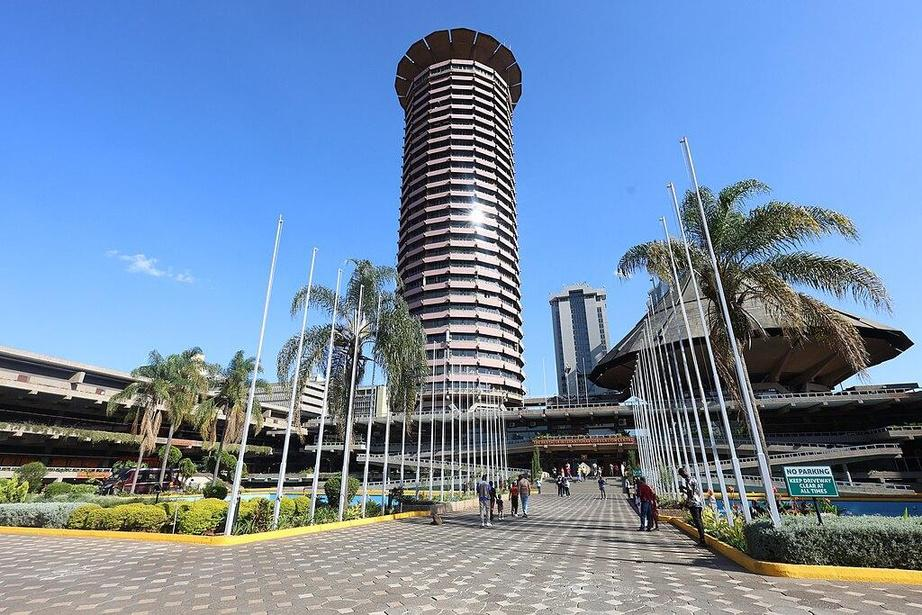 NO PARKING
KEEP DRIVEWAY
CLEAR AT
ALL TIMES